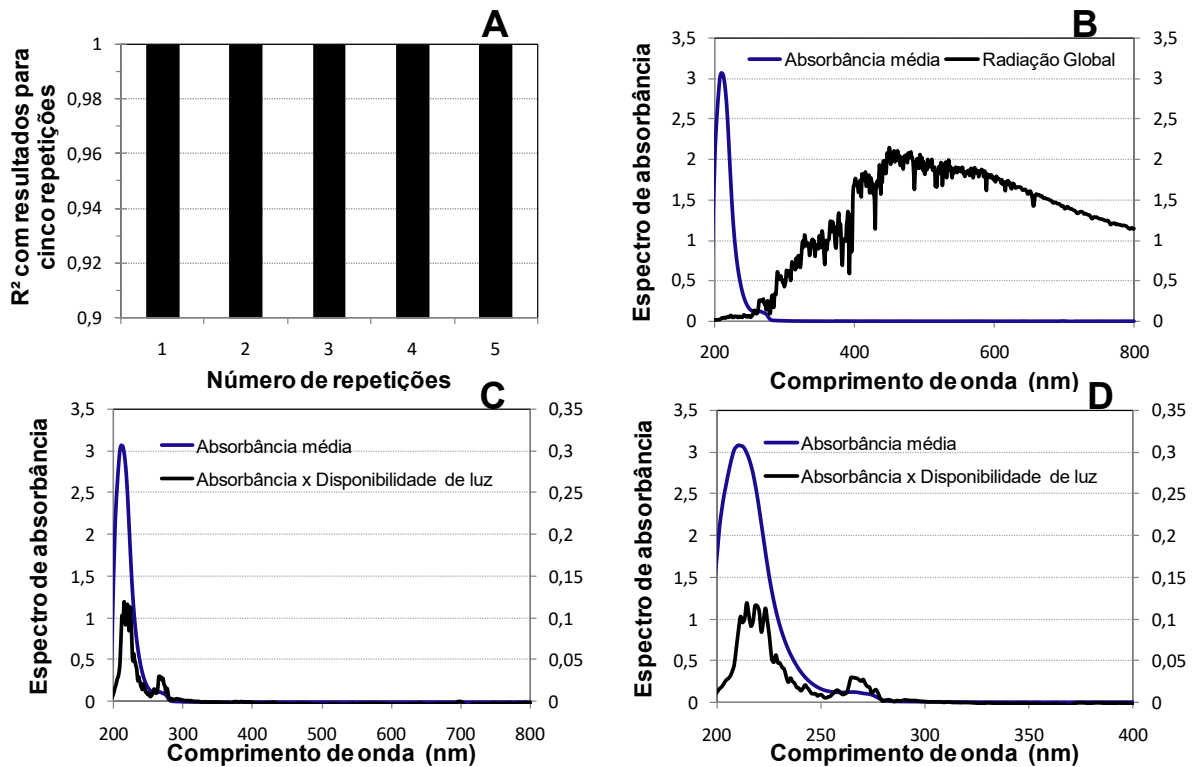 A
R² com resultados para
cinco repetições
1
0,98
0,96
0,94
0,92
0,9
1 2 3 4 5
Número de repetições
B
Espectro de absorbância
3,5 3,5
Absorbância média Radiação Global
3 3
2,5 2,5
2 2
1,5 1,5
1 1
0,5 0,5
0 0
200 400 600 800
Comprimento de onda (nm)
C
Espectro de absorbância
3,5 0,35
Absorbância média
3 0,3
Absorbância x Disponibilidade de luz
2,5 0,25
2 0,2
1,5 0,15
1 0,1
0,5 0,05
0 0
200 300 400 500 600 700 800
Comprimento de onda (nm)
D
Espectro de absorbância
3,5 0,35
Absorbância média
3 0,3
Absorbância x Disponibilidade de luz
2,5 0,25
2 0,2
1,5 0,15
1 0,1
0,5 0,05
0 0
200 250 300 350 400
Comprimento de onda (nm)